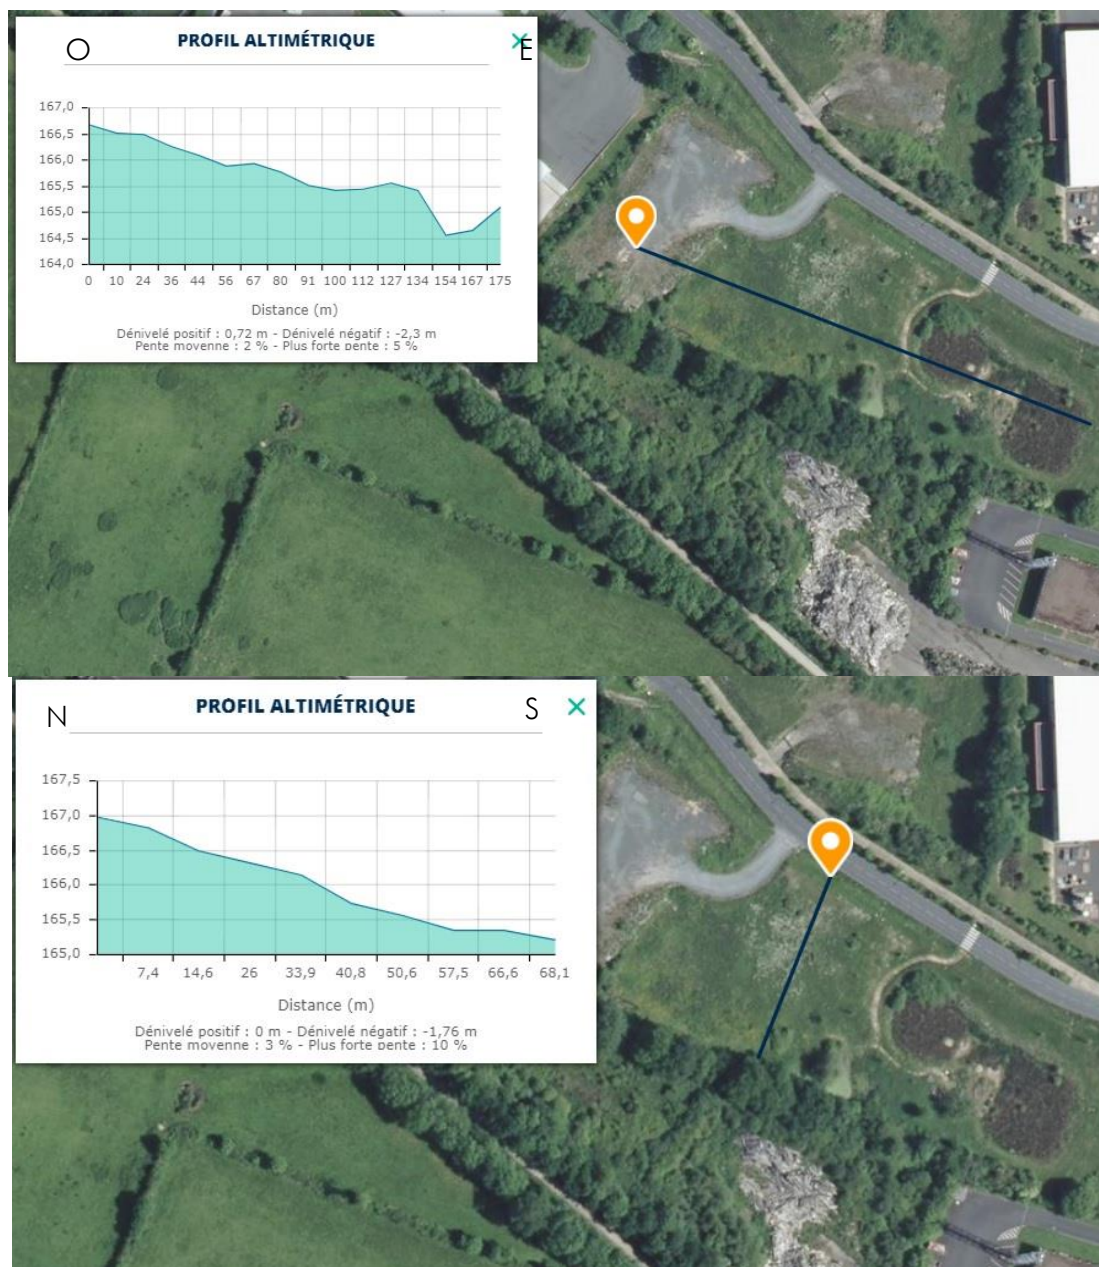 O PROFIL ALTIMÉTRIQUE E
167,0
166,5
166,0
165,5
165,0
164,5
164,0
0 10 24 36 44 56 67 80 91 100 112 127 134 154 167 175
Distance (m)
Dénivelé positif : 0,72 m - Dénivelé négatif : -2,3 m
Pente moyenne : 2 % - Plus forte pente : 5 %
N PROFIL ALTIMÉTRIQUE S
167,5
167,0
166,5
166,0
165,5
165,0
7,4 14,6 26 33,9 40,8 50,6 57,5 66,6 68,1
Distance (m)
Dénivelé positif : 0 m - Dénivelé négatif : -1,76 m
Pente moyenne : 3 % - Plus forte pente : 10 %